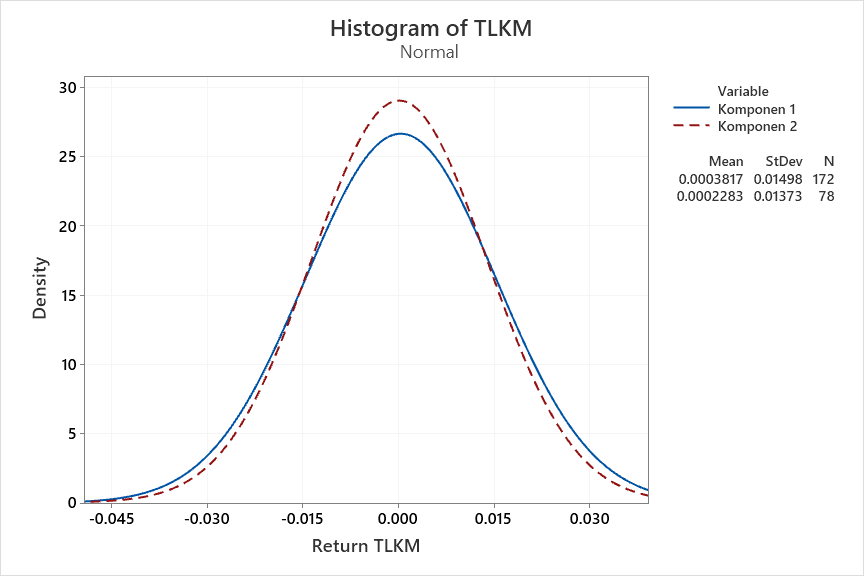 Histogram of TLKM
Normal
Variable
Komponen 1
Komponen 2
Mean StDev N
0.0003817 0.01498 172
0.0002283 0.01373 78
Density
30
25
20
15
10
5
0
-0.045 -0.030 -0.015 0.000 0.015 0.030
Return TLKM